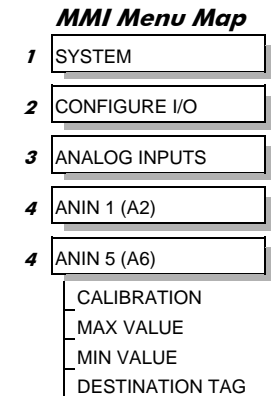 MMI Menu Map
1 SYSTEM
2 CONFIGURE I/O
3 ANALOG INPUTS
4 ANIN 1 (A2)
4 ANIN 5 (A6)
CALIBRATION
MAX VALUE
MIN VALUE
DESTINATION TAG